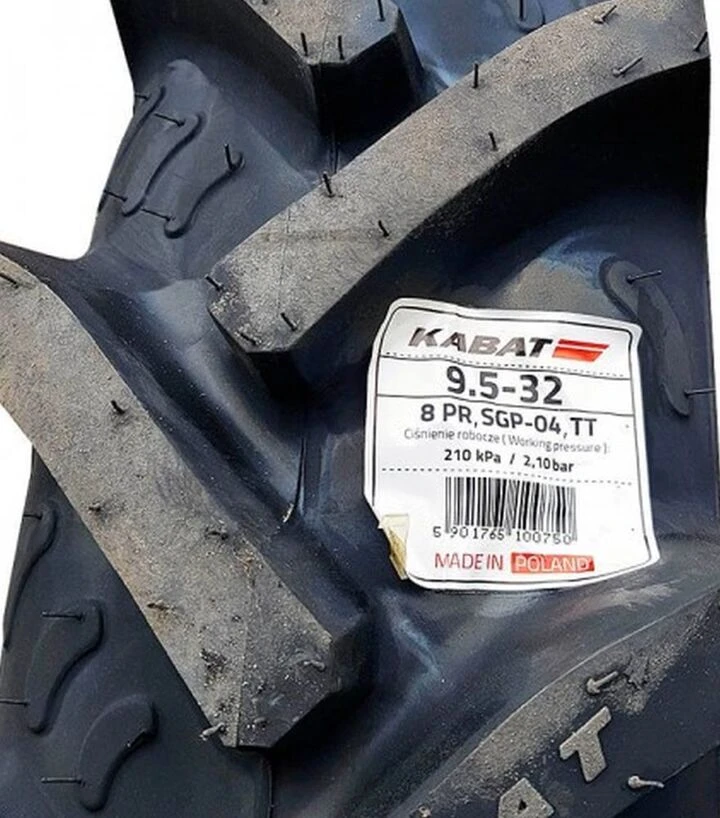 KABAT
9.5-32
8 PR, SGP-04, TT
Ciśnienie robocze ( Working pressure ):
210 kPa / 2,10bar
5 901765 100750
MADE IN POLAND
A T